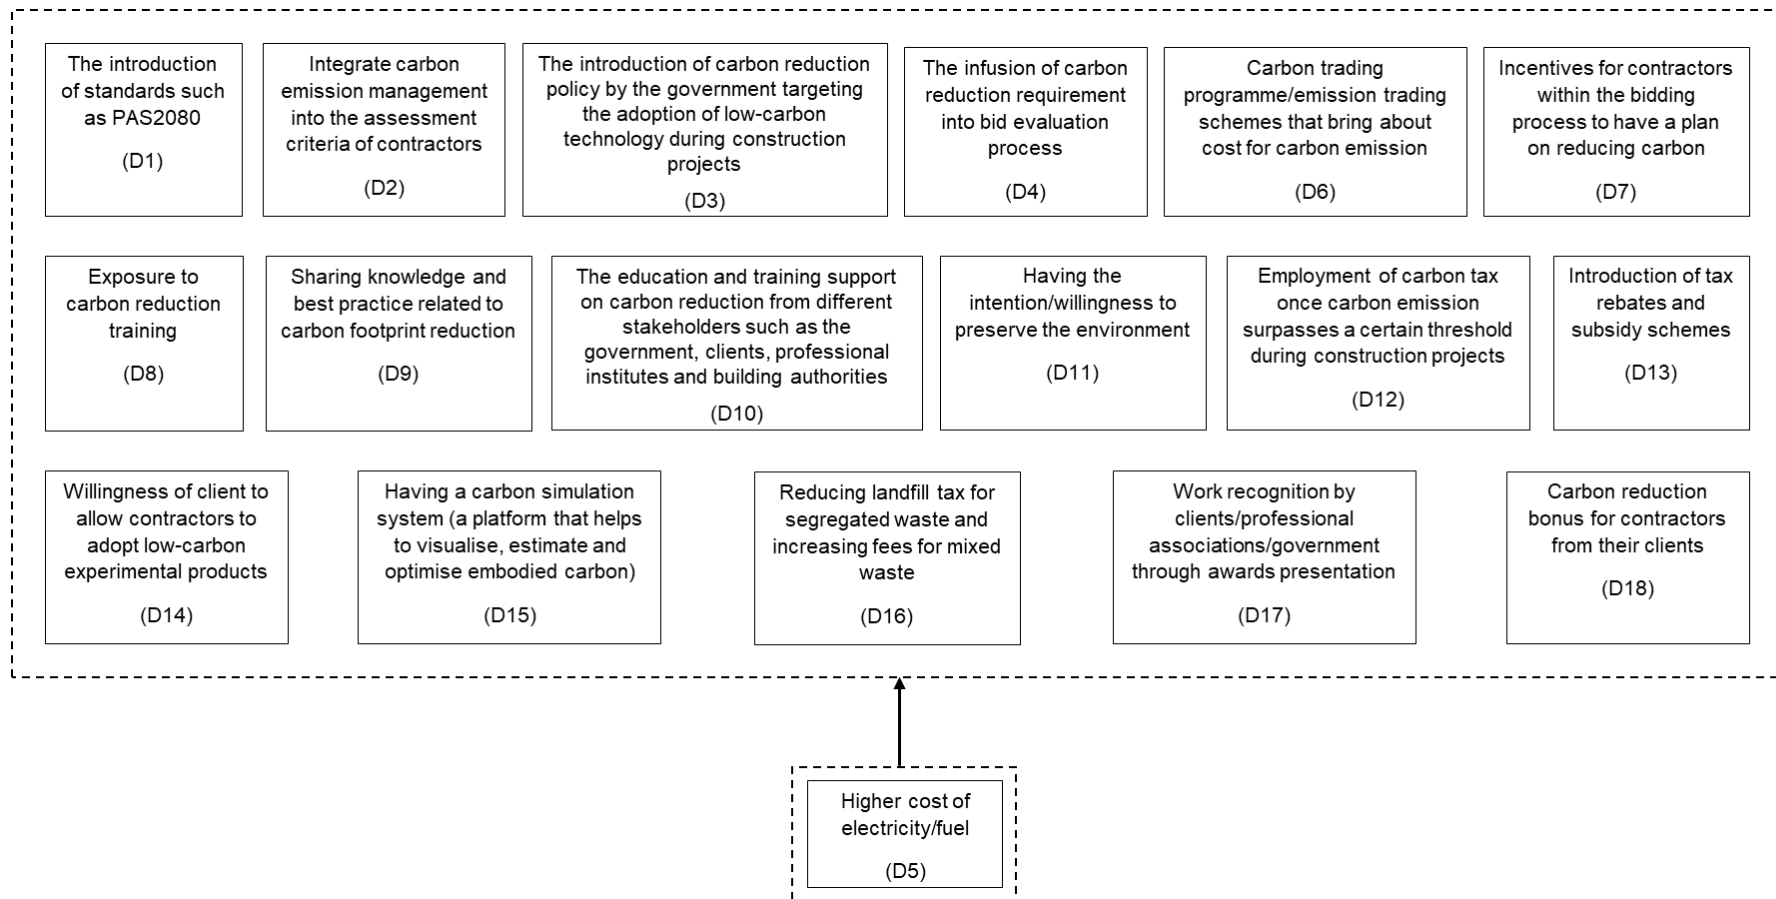 The introduction
of standards such
as PAS2080
(D1)
Integrate carbon
emission management
into the assessment
criteria of contractors
(D2)
The introduction of carbon reduction
policy by the government targeting
the adoption of low-carbon
technology during construction
projects
(D3)
The infusion of carbon
reduction requirement
into bid evaluation
process
(D4)
Carbon trading
programme/emission trading
schemes that bring about
cost for carbon emission
(D6)
Incentives for contractors
within the bidding
process to have a plan
on reducing carbon
(D7)
Exposure to
carbon reduction
training
(D8)
Sharing knowledge and
best practice related to
carbon footprint reduction
(D9)
The education and training support
on carbon reduction from different
stakeholders such as the
government, clients, professional
institutes and building authorities
(D10)
Having the
intention/willingness to
preserve the environment
(D11)
Employment of carbon tax
once carbon emission
surpasses a certain threshold
during construction projects
(D12)
Introduction of tax
rebates and
subsidy schemes
(D13)
Willingness of client to
allow contractors to
adopt low-carbon
experimental products
(D14)
Having a carbon simulation
system (a platform that helps
to visualise, estimate and
optimise embodied carbon)
(D15)
Reducing landfill tax for
segregated waste and
increasing fees for mixed
waste
(D16)
Work recognition by
clients/professional
associations/government
through awards presentation
(D17)
Carbon reduction
bonus for contractors
from their clients
(D18)
Higher cost of
electricity/fuel
(D5)